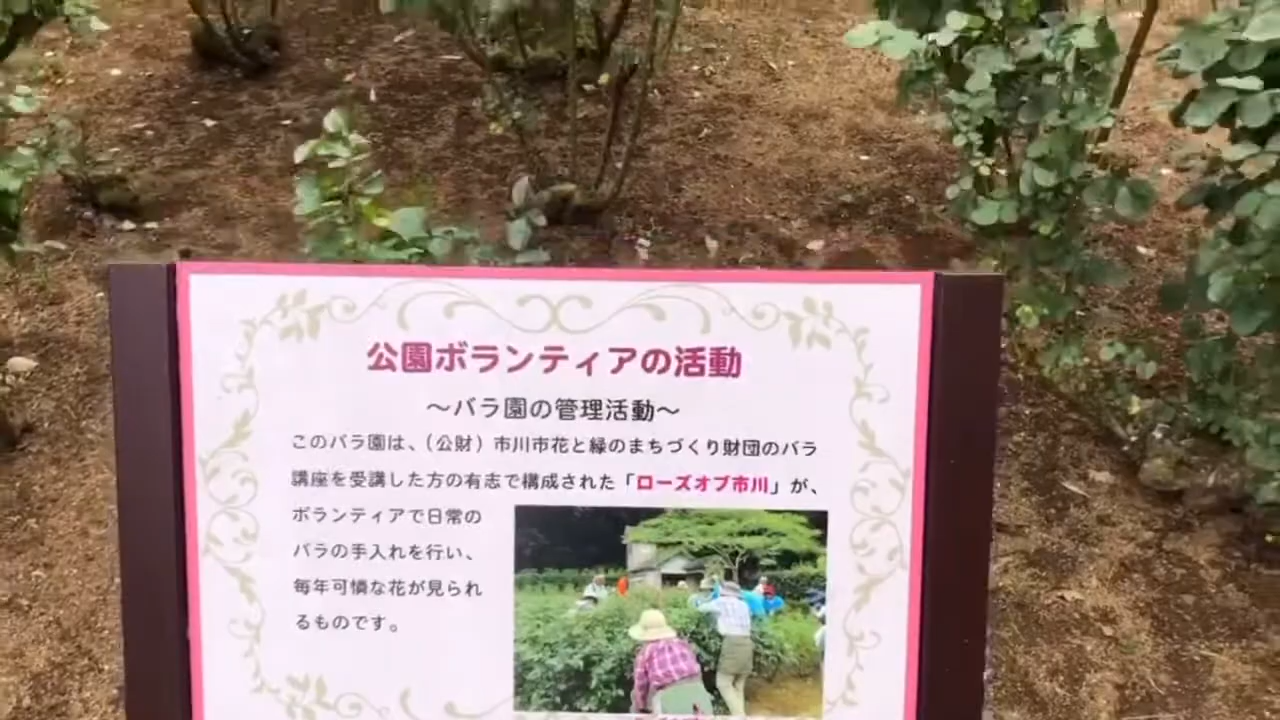 公園ボランティアの活動
～バラ園の管理活動～
このバラ園は、（公財）市川市花と緑のまちづくり財団のバラ
講座を受講した方の有志で構成された「ローズオブ市川」が、
ボランティアで日常の
バラの手入れを行い、
毎年可憐な花が見られ
るものです。